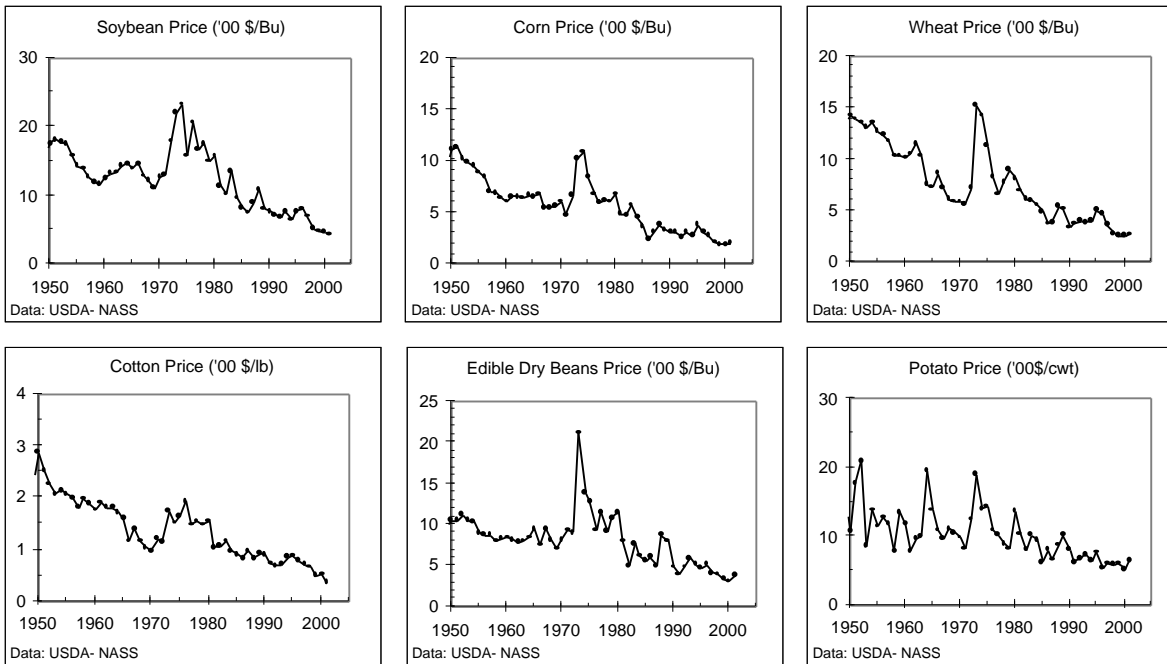 Soybean Price ('00 $/Bu)
30
20
10
0
1950 1960 1970 1980 1990 2000
Data: USDA- NASS
Corn Price ('00 $/Bu)
20
15
10
5
0
1950 1960 1970 1980 1990 2000
Data: USDA- NASS
Wheat Price ('00 $/Bu)
20
15
10
5
0
1950 1960 1970 1980 1990 2000
Data: USDA- NASS
Cotton Price ('00 $/lb)
4
3
2
1
0
1950 1960 1970 1980 1990 2000
Data: USDA- NASS
Edible Dry Beans Price ('00 $/Bu)
25
20
15
10
5
0
1950 1960 1970 1980 1990 2000
Data: USDA- NASS
Potato Price ('00$/cwt)
30
20
10
0
1950 1960 1970 1980 1990 2000
Data: USDA- NASS